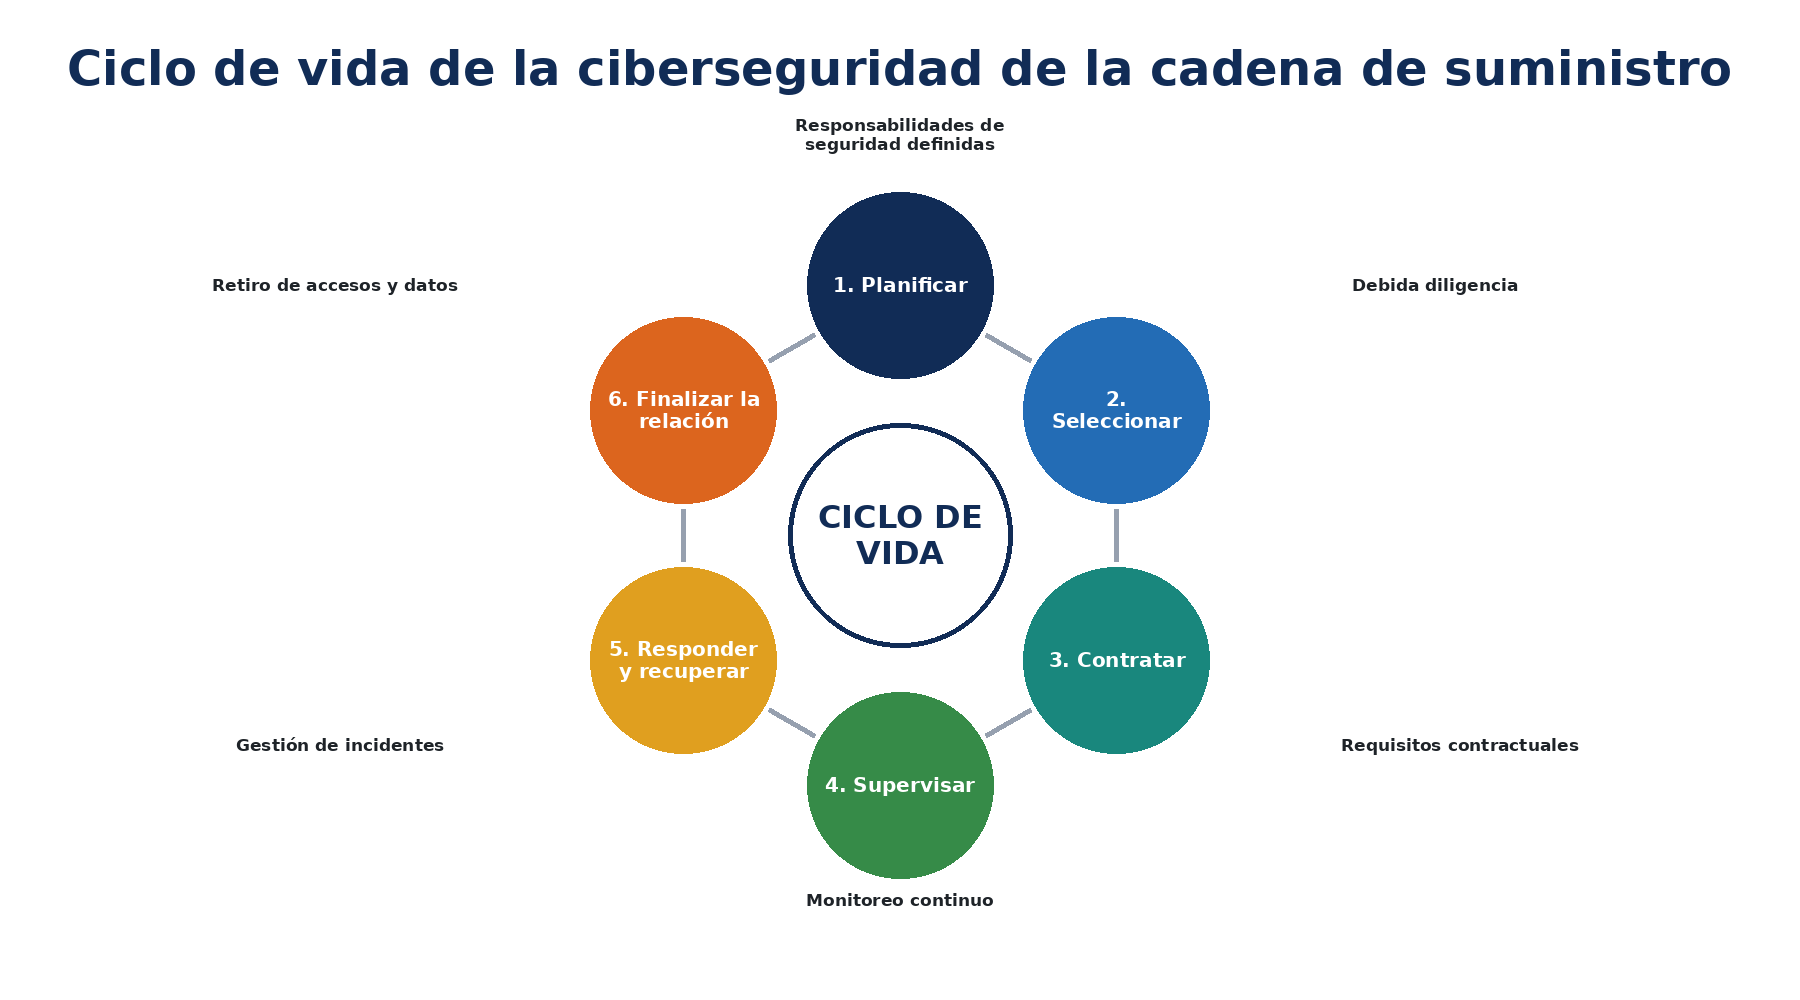 Ciclo de vida de la ciberseguridad de la cadena de suministro
Responsabilidades de
seguridad definidas
1. Planificar
Debida diligencia
2.
Seleccionar
3. Contratar
Requisitos contractuales
4. Supervisar
Monitoreo continuo
5. Responder
y recuperar
Gestión de incidentes
6. Finalizar la
relación
Retiro de accesos y datos
CICLO DE
VIDA